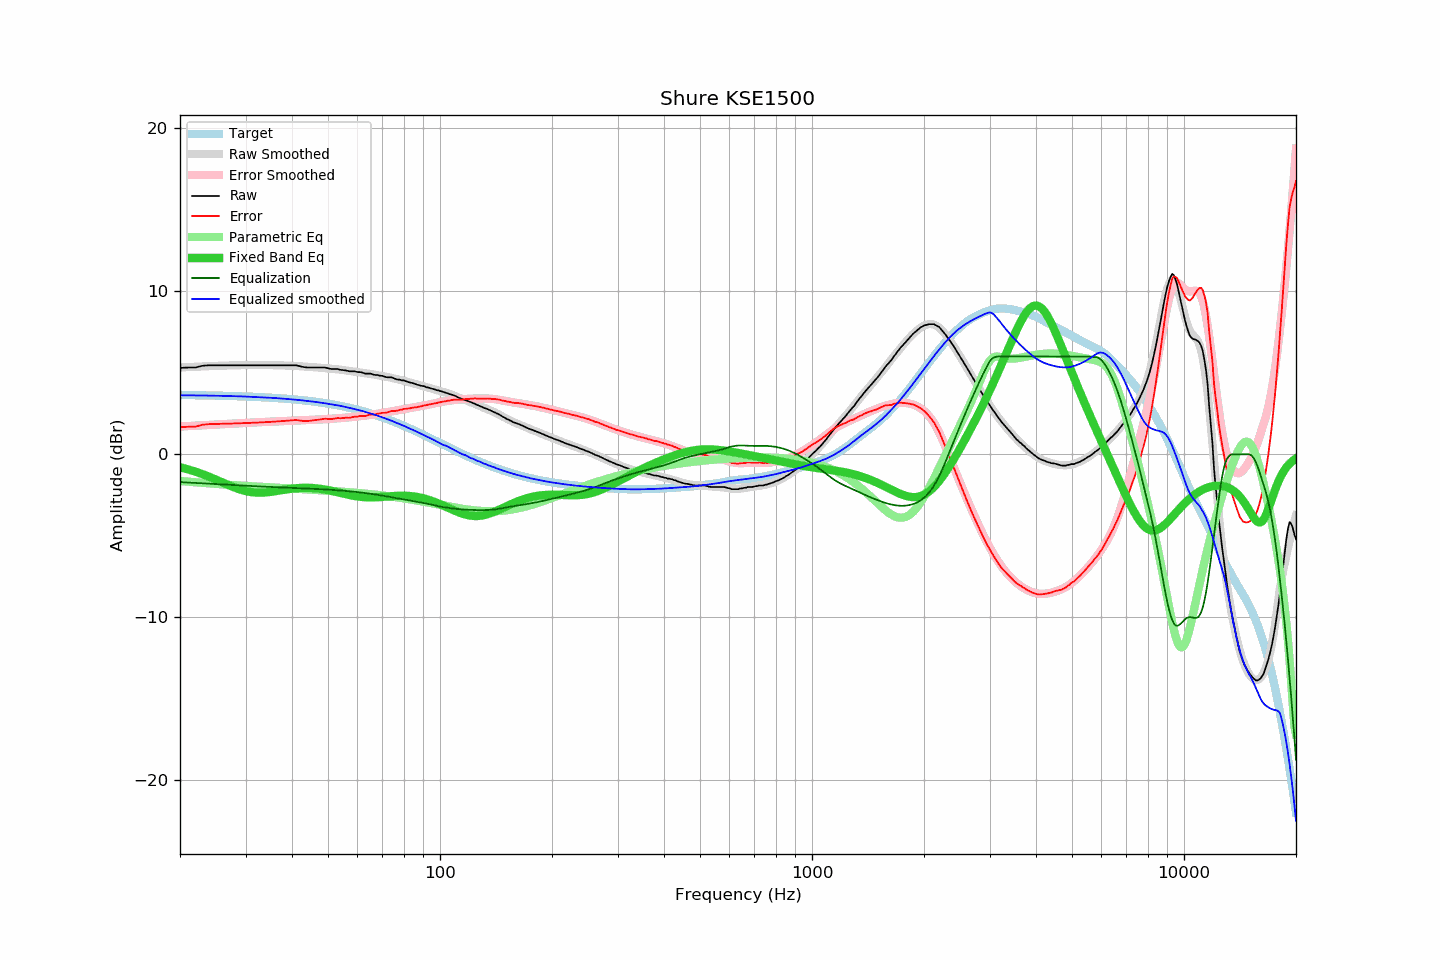 Shure KSE1500
Target
Raw Smoothed
Error Smoothed
Raw
Error
Parametric Eq
Fixed Band Eq
Equalization
Equalized smoothed
20
10
0
−10
−20
Amplitude (dBr)
100
1000
10000
Frequency (Hz)